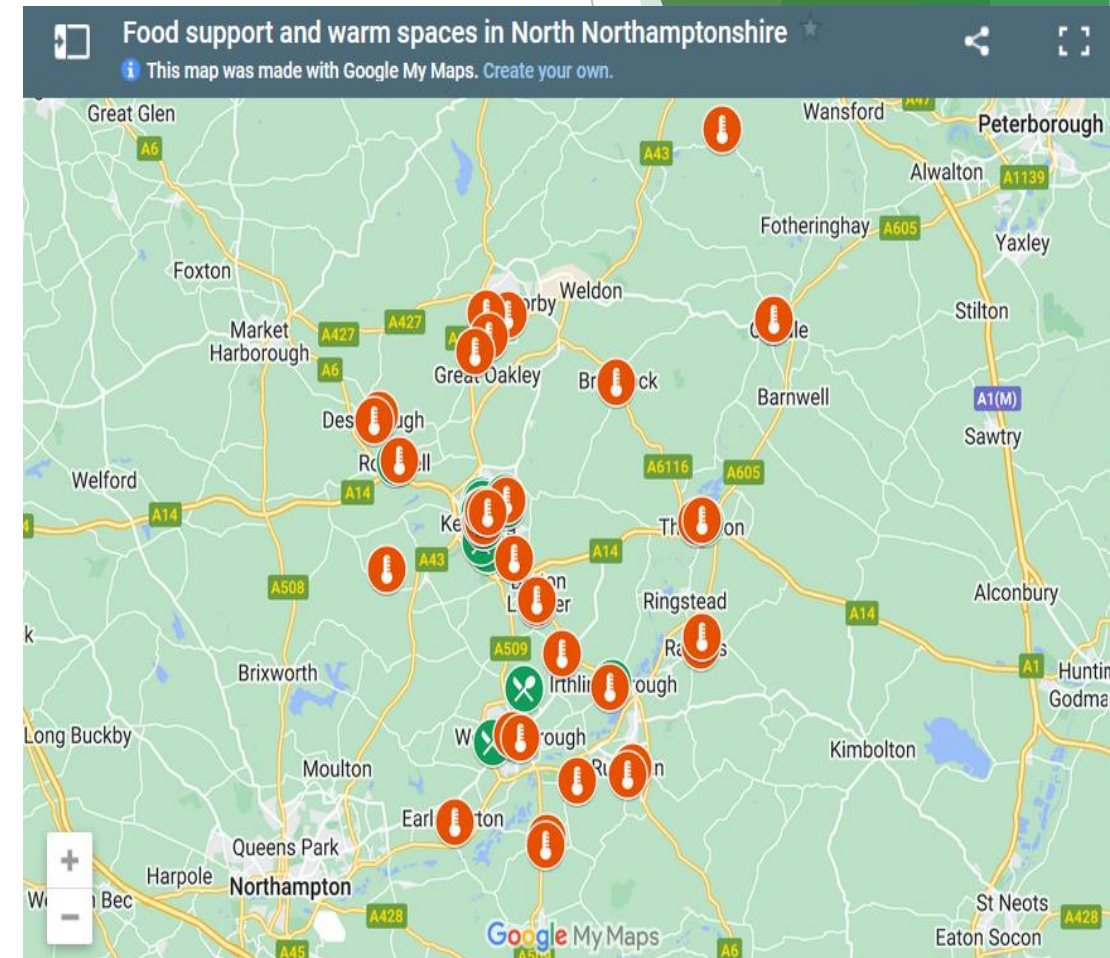 Food support and warm spaces in North Northamptonshire
This map was made with Google My Maps. Create your own.
Great Glen
A6
A43
Wansford
A47
Peterborough
Alwalton
A1139
Fotheringhay
A605
Yaxley
Foxton
Weldon
Stilton
Market
Harborough
A427
A427
A6
Great Oakley
Barnwell
A1(M)
Sawtry
Welford
A14
A14
A6116
A605
A43
A14
A508
Ringstead
Alconbury
A14
A509
Brixworth
A1
Long Buckby
Moulton
Kimbolton
Queens Park
Harpole
Northampton
A428
St Neots
A428
Eaton Socon
A45
A6
Google My Maps